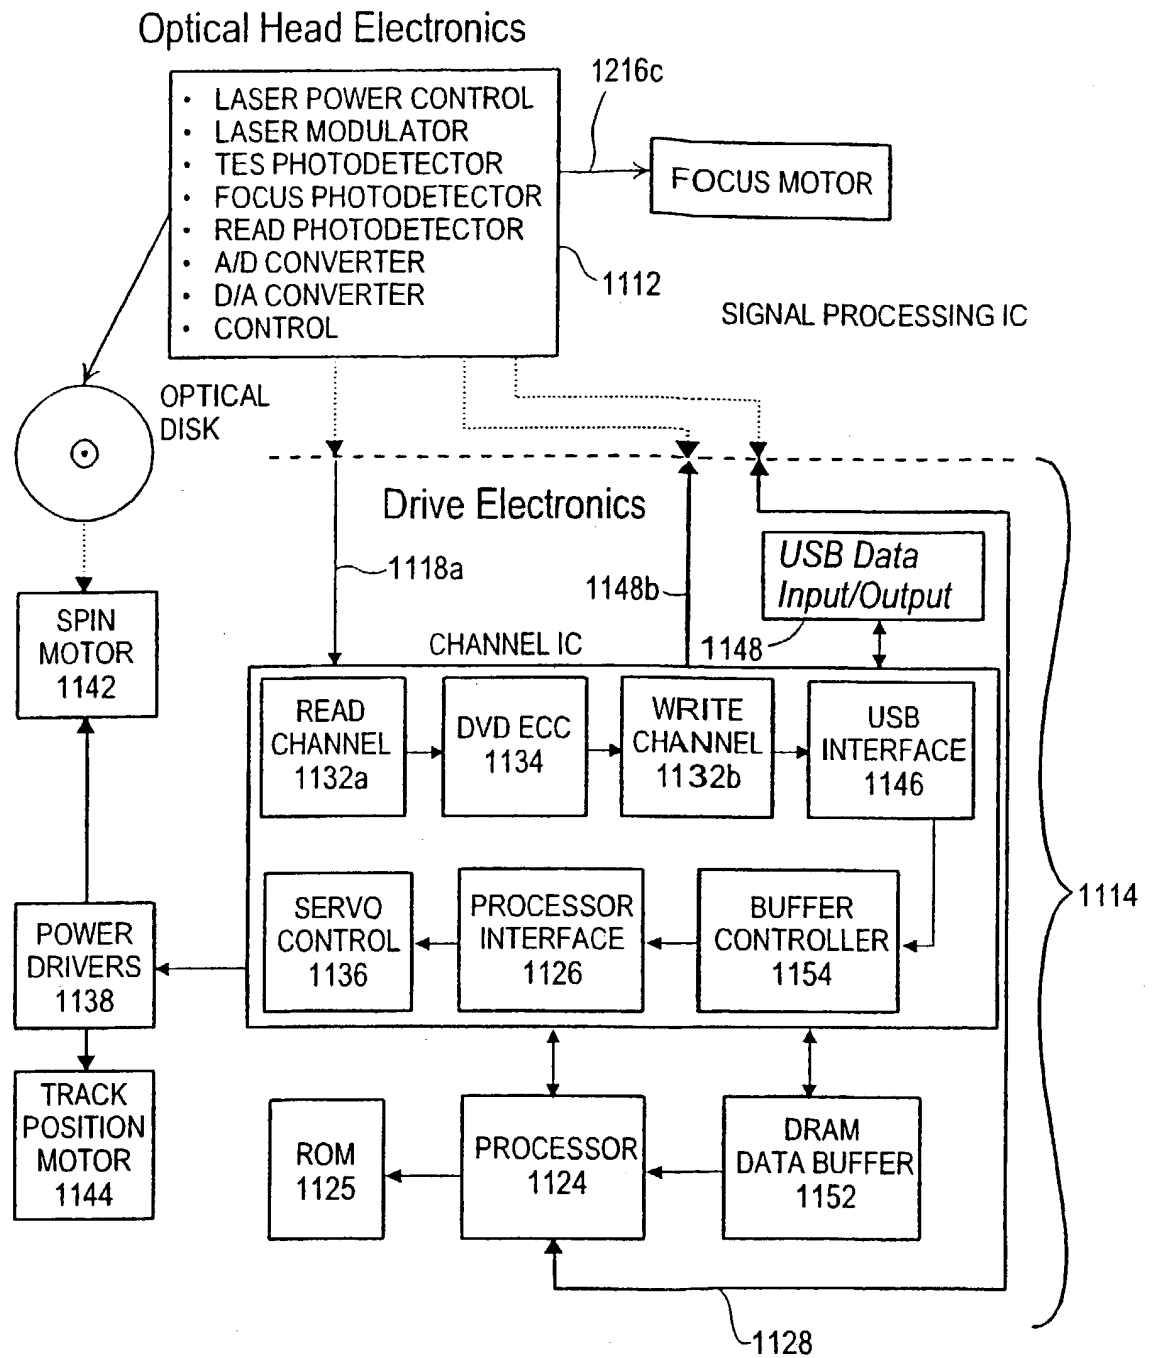 Optical Head Electronics
1216c
• LASER POWER CONTROL
• LASER MODULATOR
• TES PHOTODETECTOR
• FOCUS PHOTODETECTOR
• READ PHOTODETECTOR
• A/D CONVERTER
• D/A CONVERTER
• CONTROL
FOCUS MOTOR
1112
SIGNAL PROCESSING IC
OPTICAL
DISK
Drive Electronics
1118a
1148b
USB Data
Input/Output
1148
CHANNEL IC
SPIN
MOTOR
1142
READ
CHANNEL
1132a
DVD ECC
1134
WRITE
CHANNEL
1132b
USB
INTERFACE
1146
1114
SERVO
CONTROL
1136
PROCESSOR
INTERFACE
1126
BUFFER
CONTROLLER
1154
POWER
DRIVERS
1138
TRACK
POSITION
MOTOR
1144
ROM
1125
PROCESSOR
1124
DRAM
DATA BUFFER
1152
1128